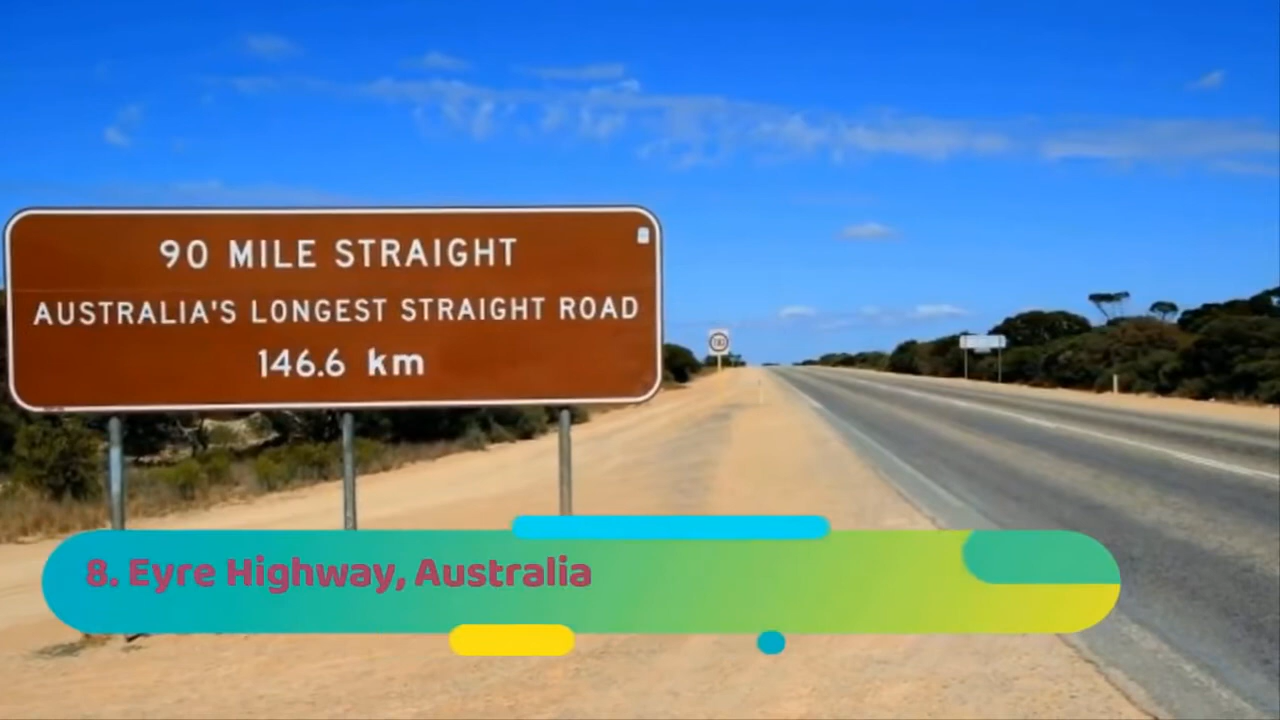 90 MILE STRAIGHT
AUSTRALIA'S LONGEST STRAIGHT ROAD
146.6 km
8. Eyre Highway, Australia